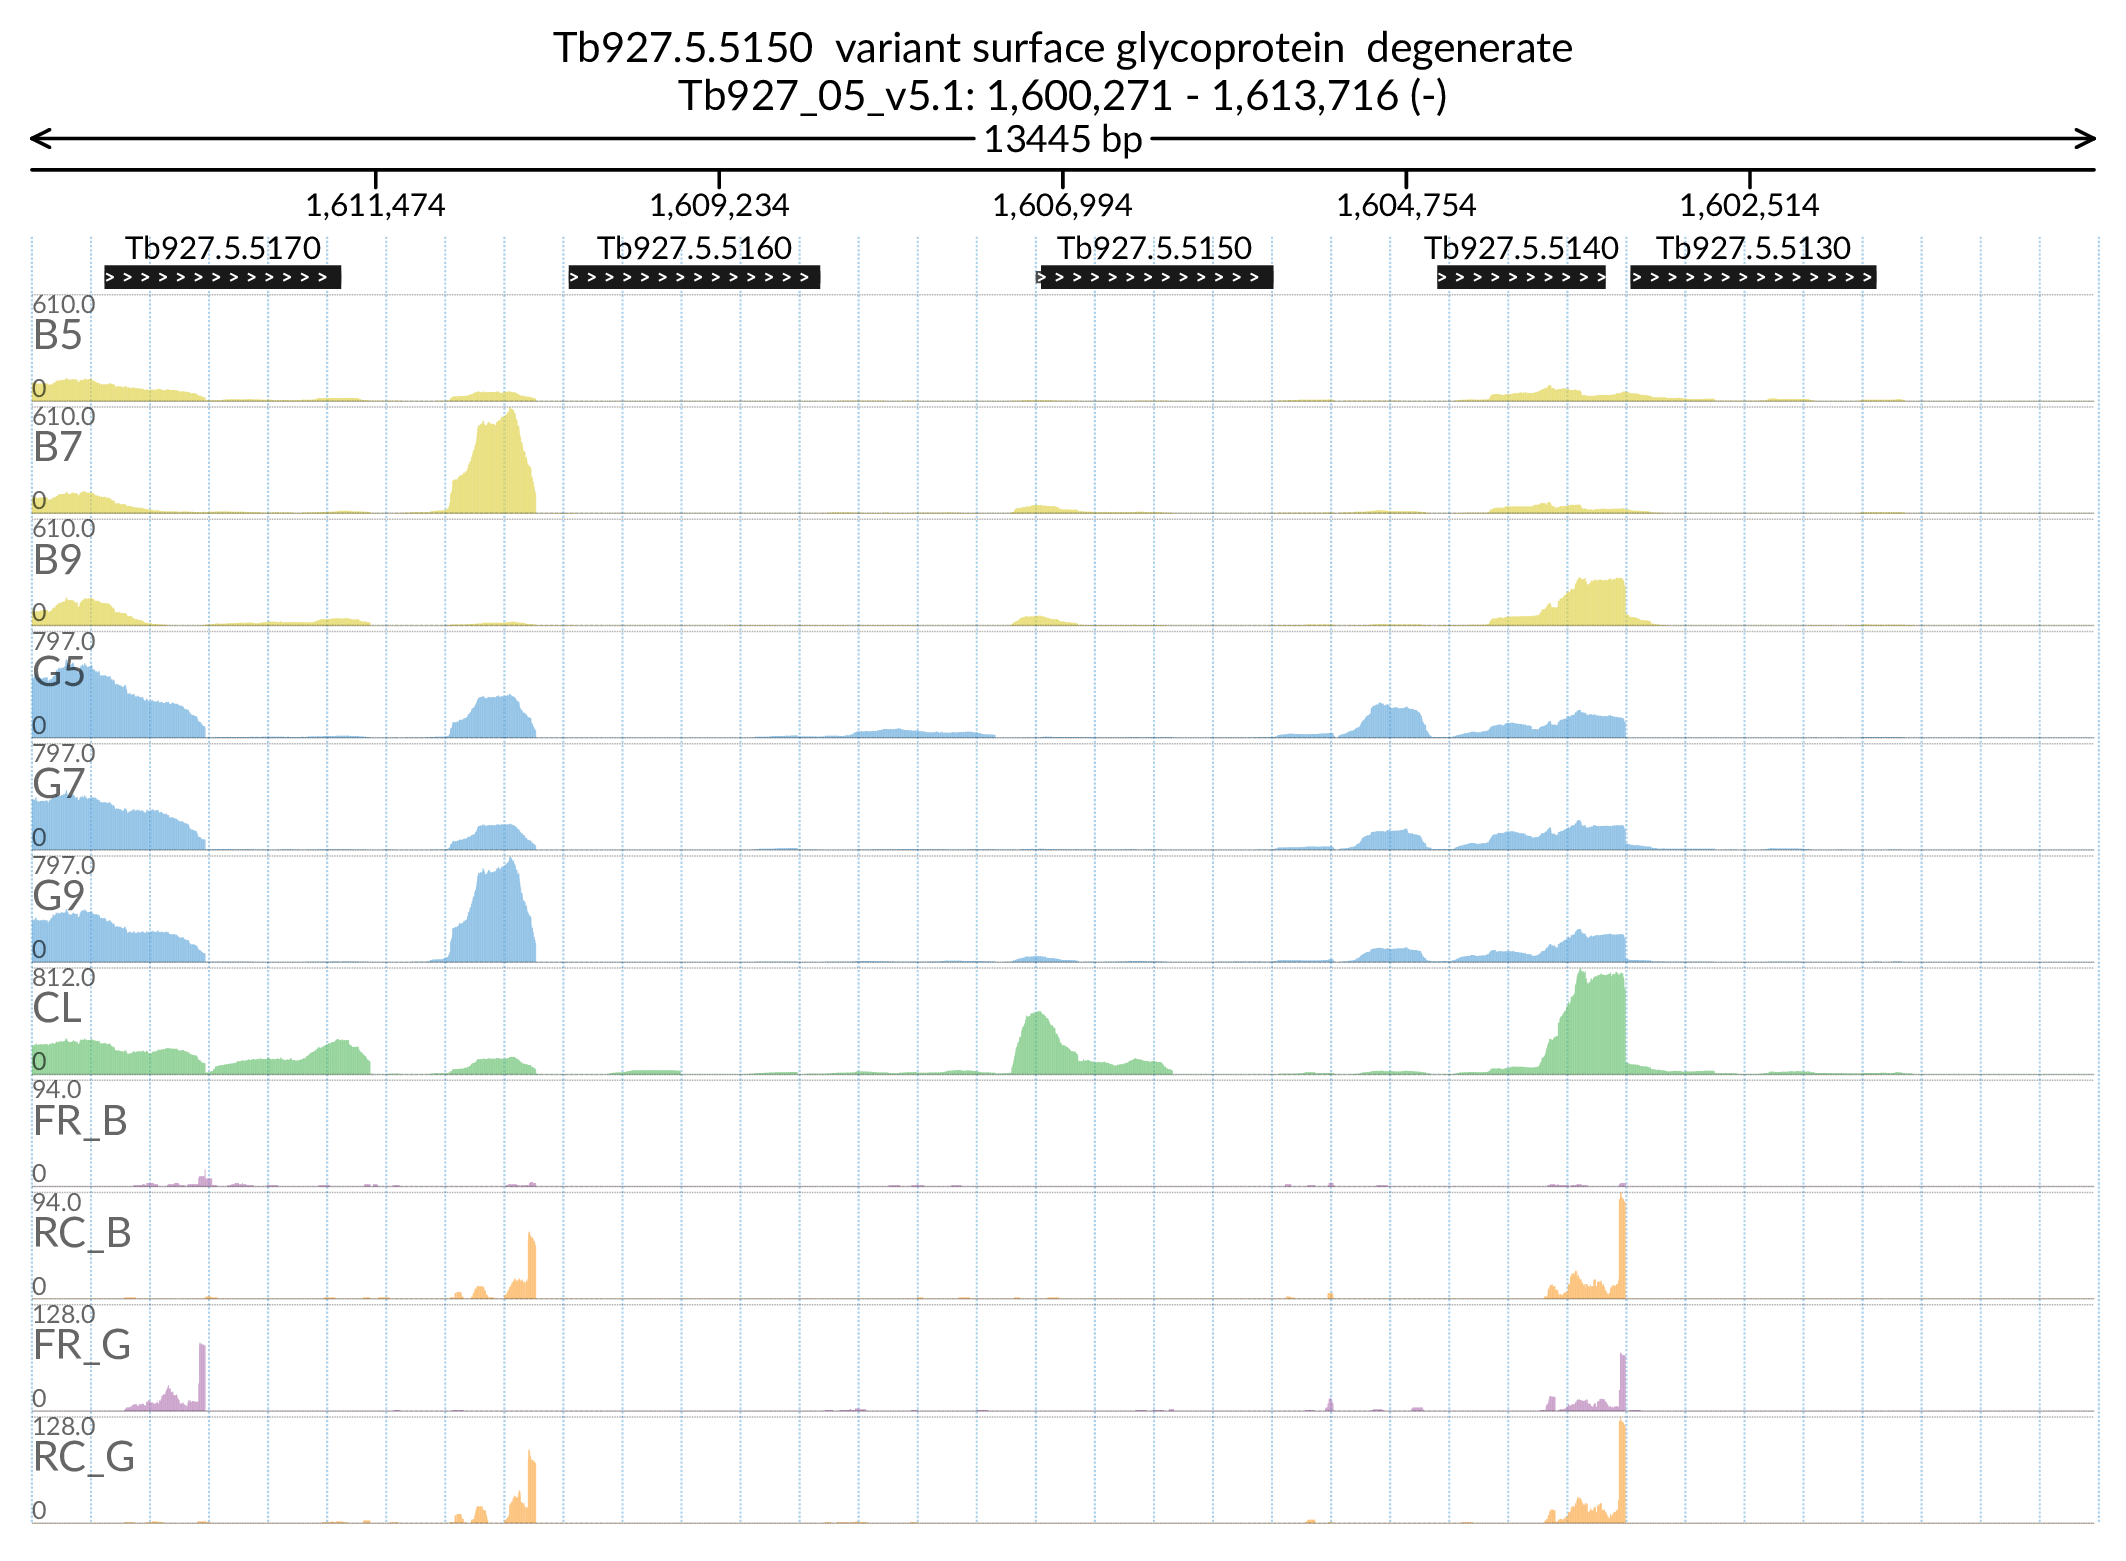 Tb927.5.5150  variant surface glycoprotein  degenerate
Tb927_05_v5.1: 1,600,271 - 1,613,716 (-)
13445 bp
1,611,474 1,609,234 1,606,994 1,604,754 1,602,514
Tb927.5.5170 Tb927.5.5160 Tb927.5.5150 Tb927.5.5140 Tb927.5.5130
610.0
B5
0
610.0
B7
0
610.0
B9
0
797.0
G5
0
797.0
G7
0
797.0
G9
0
812.0
CL
0
94.0
FR_B
0
94.0
RC_B
0
128.0
FR_G
0
128.0
RC_G
0